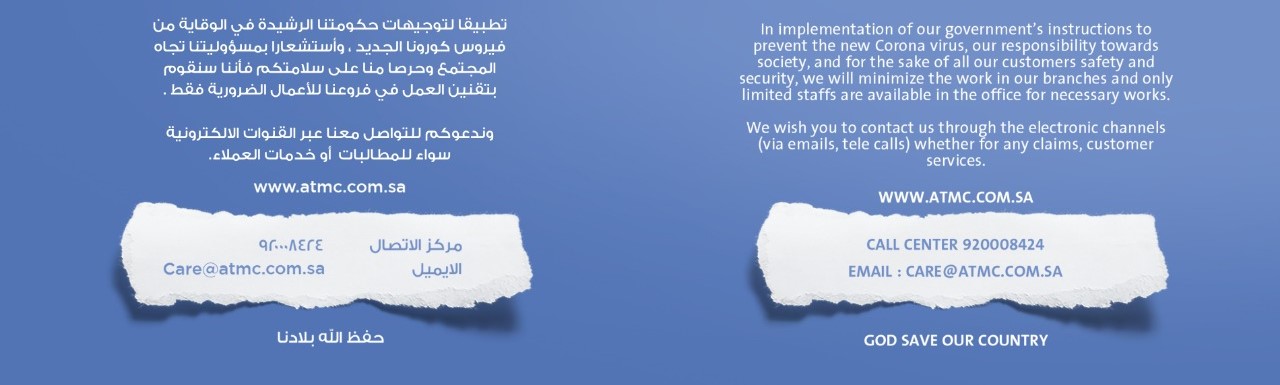 تطبيقا لتوجيهات حكومتنا الرشيدة في الوقاية من
فيروس كورونا الجديد ، وأستشعارا بمسؤوليتنا تجاه
المجتمع وحرصا منا على سلامتكم فأننا سنقوم
بتقنين العمل في فروعنا للأعمال الضرورية فقط .
وندعوكم للتواصل معنا عبر القنوات الالكترونية
سواء للمطالبات أو خدمات العملاء.
www.atmc.com.sa
مركز الاتصال ٩٢٠٠٠٨٤٢٤
الايميل Care@atmc.com.sa
حفظ الله بلادنا
In implementation of our government’s instructions to
prevent the new Corona virus, our responsibility towards
society, and for the sake of all our customers safety and
security, we will minimize the work in our branches and only
limited staffs are available in the office for necessary works.
We wish you to contact us through the electronic channels
(via emails, tele calls) whether for any claims, customer
services.
WWW.ATMC.COM.SA
CALL CENTER 920008424
EMAIL : CARE@ATMC.COM.SA
GOD SAVE OUR COUNTRY